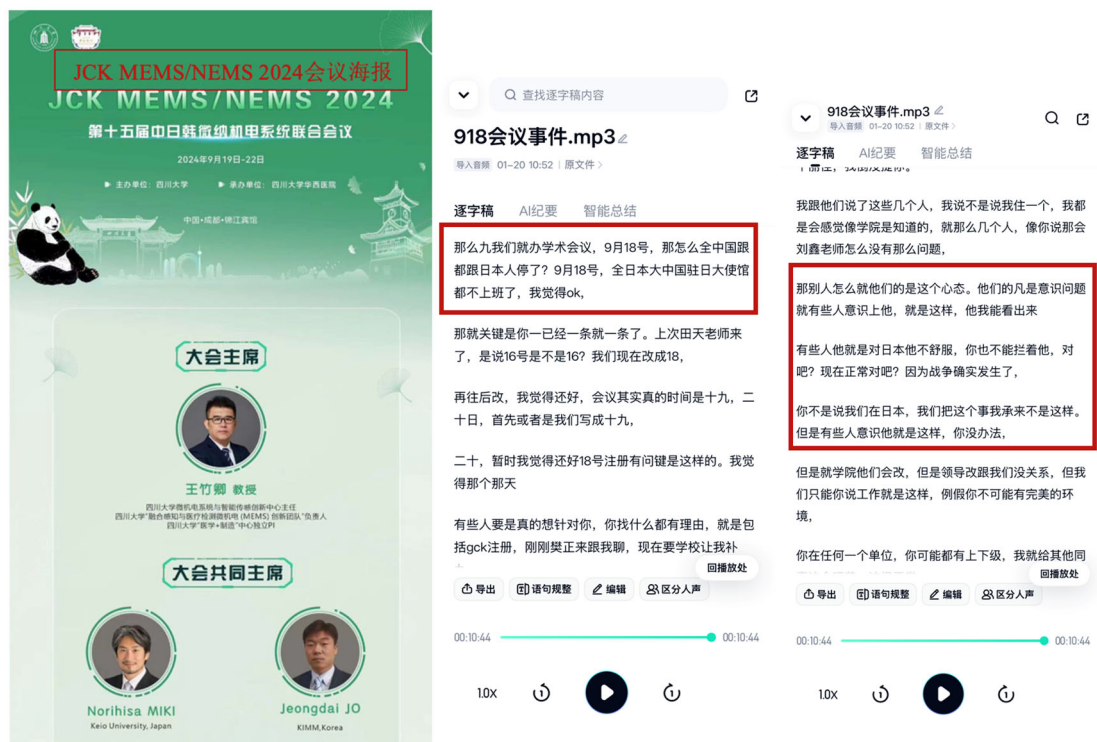 JCK MEMS/NEMS 2024会议海报
JCK MEMS/NEMS 2024
第十五届中日韩微纳机电系统联合会议
2024年9月19日-22日
主办单位：四川大学 承办单位：四川大学华西医院
中国•成都•锦江宾馆
大会主席
王竹卿 教授
四川大学微机电系统与智能传感创新中心主任
四川大学"融合感知与医疗检测微机电 (MEMS) 创新团队"负责人
四川大学"医学+制造"中心独立PI
大会共同主席
Norihisa MIKI
Keio University, Japan
Jeongdai JO
KIMM,Korea
查找逐字稿内容
918会议事件.mp3
导入音频 01-20 10:52 | 原文件 >
逐字稿 AI纪要 智能总结
那么九我们就办学术会议，9月18号，那怎么全中国跟
都跟日本人停了？9月18号，全日本大中国驻日大使馆
都不上班了，我觉得ok,
那就关键是你一已经一条就一条了。上次田天老师来
了，是说16号是不是16？我们现在改成18,
再往后改，我觉得还好，会议其实真的时间是十九，二
十日，首先或者是我们写成十九,
二十，暂时我觉得还好18号注册有问键是这样的。我觉
得那个那天
有些人要是真的想针对你，你找什么都有理由，就是包
括gck注册，刚刚樊正来跟我聊，现在要学校让我补
回播放处
导出 语句规整 编辑 区分人声
00:10:44 00:10:44
1.0X
918会议事件.mp3
导入音频 01-20 10:52 | 原文件 >
逐字稿 AI纪要 智能总结
我跟他们说了这些几个人，我说不是说我住一个，我都
是会感觉像学院是知道的，就那么几个人，像你说那会
刘鑫老师怎么没有那么问题,
那别人怎么就他们的是这个心态。他们的凡是意识问题
就有些人意识上他，就是这样，他我能看出来
有些人他就是对日本他不舒服，你也不能拦着他，对
吧？现在正常对吧？因为战争确实发生了,
你不是说我们在日本，我们把这个事我承来不是这样。
但是有些人意识他就是这样，你没办法,
但是就学院他们会改，但是领导改跟我们没关系，但我
们只能你说工作就是这样，例假你不可能有完美的环
境,
你在任何一个单位，你可能都有上下级，我就给其他同
回播放处
导出 语句规整 编辑 区分人声
00:10:44 00:10:44
1.0X